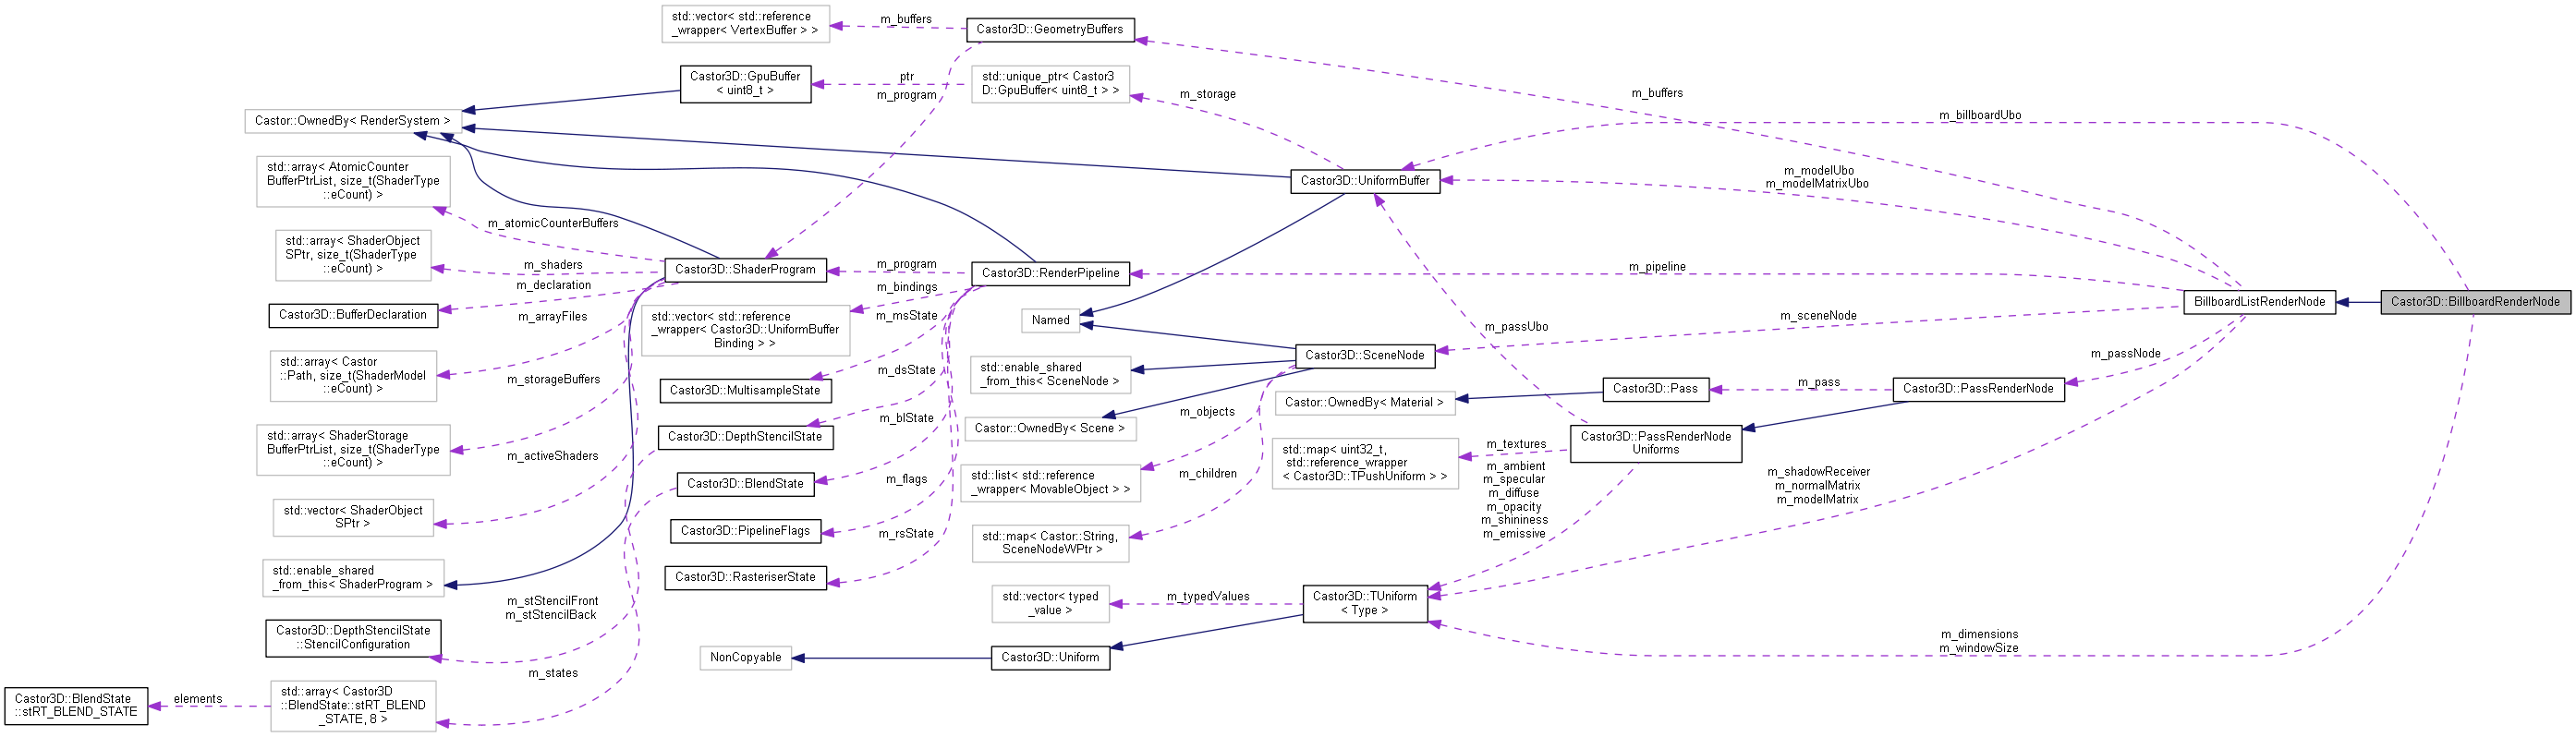 std::vector< std::reference
_wrapper< VertexBuffer > >
m_buffers
Castor3D::GeometryBuffers
Castor3D::GpuBuffer
< uint8_t >
ptr
std::unique_ptr< Castor3
D::GpuBuffer< uint8_t > >
m_program
m_storage
m_buffers
m_billboardUbo
Castor::OwnedBy< RenderSystem >
std::array< AtomicCounter
BufferPtrList, size_t(ShaderType
::eCount) >
Castor3D::UniformBuffer
m_modelUbo
m_modelMatrixUbo
m_atomicCounterBuffers
std::array< ShaderObject
SPtr, size_t(ShaderType
::eCount) >
m_shaders
Castor3D::ShaderProgram
m_program
Castor3D::RenderPipeline
m_pipeline
m_declaration
m_bindings
Castor3D::BufferDeclaration
m_arrayFiles
std::vector< std::reference
_wrapper< Castor3D::UniformBuffer
Binding > >
m_msState
Named
m_passUbo
m_sceneNode
BillboardListRenderNode
Castor3D::BillboardRenderNode
std::array< Castor
::Path, size_t(ShaderModel
::eCount) >
m_storageBuffers
Castor3D::MultisampleState
m_dsState
std::enable_shared
_from_this< SceneNode >
Castor3D::SceneNode
m_passNode
Castor3D::Pass
m_pass
Castor3D::PassRenderNode
Castor::OwnedBy< Material >
m_objects
m_blState
Castor::OwnedBy< Scene >
std::array< ShaderStorage
BufferPtrList, size_t(ShaderType
::eCount) >
m_activeShaders
Castor3D::DepthStencilState
std::map< uint32_t,
std::reference_wrapper
< Castor3D::TPushUniform > >
m_textures
Castor3D::PassRenderNode
Uniforms
m_ambient
m_specular
m_diffuse
m_opacity
m_shininess
m_emissive
m_shadowReceiver
m_normalMatrix
m_modelMatrix
Castor3D::BlendState
m_flags
std::list< std::reference
_wrapper< MovableObject > >
m_children
std::vector< ShaderObject
SPtr >
Castor3D::PipelineFlags
m_rsState
std::map< Castor::String,
SceneNodeWPtr >
std::enable_shared
_from_this< ShaderProgram >
Castor3D::RasteriserState
m_stStencilFront
m_stStencilBack
std::vector< typed
_value >
m_typedValues
Castor3D::TUniform
< Type >
Castor3D::DepthStencilState
::StencilConfiguration
NonCopyable
Castor3D::Uniform
m_dimensions
m_windowSize
m_states
Castor3D::BlendState
::stRT_BLEND_STATE
elements
std::array< Castor3D
::BlendState::stRT_BLEND
_STATE, 8 >